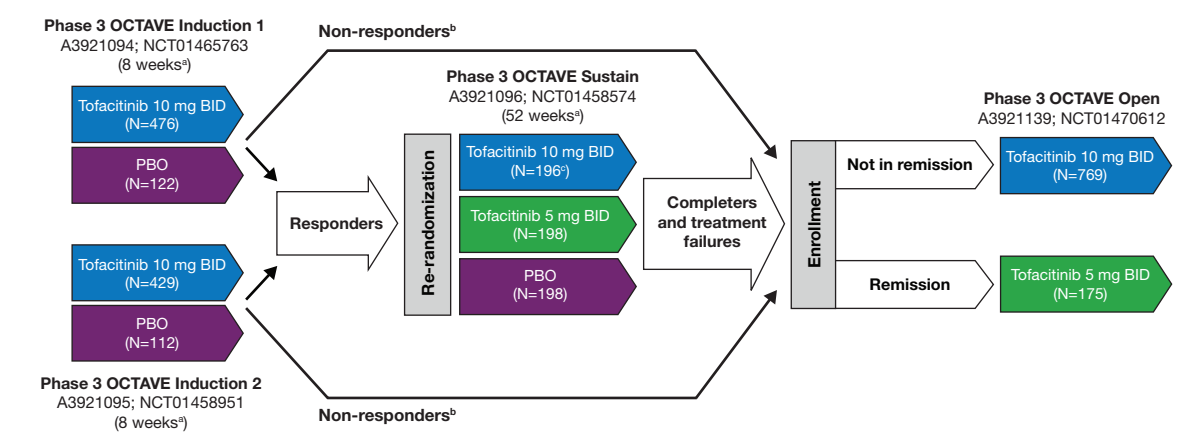 Phase 3 OCTAVE Induction 1
A3921094; NCT01465763
(8 weeksᵃ)
Tofacitinib 10 mg BID
(N=476)
PBO
(N=122)
Tofacitinib 10 mg BID
(N=429)
PBO
(N=112)
Phase 3 OCTAVE Induction 2
A3921095; NCT01458951
(8 weeksᵃ)
Non-respondersᵇ
Responders
Non-respondersᵇ
Re-randomization
Phase 3 OCTAVE Sustain
A3921096; NCT01458574
(52 weeksᵃ)
Tofacitinib 10 mg BID
(N=196ᶜ)
Tofacitinib 5 mg BID
(N=198)
PBO
(N=198)
Completers
and treatment
failures
Enrollment
Not in remission
Remission
Phase 3 OCTAVE Open
A3921139; NCT01470612
Tofacitinib 10 mg BID
(N=769)
Tofacitinib 5 mg BID
(N=175)